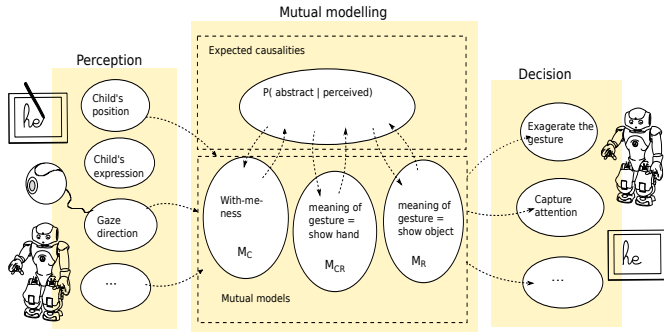 Mutual modelling
Perception
Decision
Expected causalities
P( abstract | perceived)
Child's
position
Child's
expression
Gaze
direction
...
he
With-me-
ness
M_C
meaning of
gesture =
show hand
M_CR
meaning of
gesture =
show object
M_R
Mutual models
Exagerate the
gesture
Capture
attention
...
he